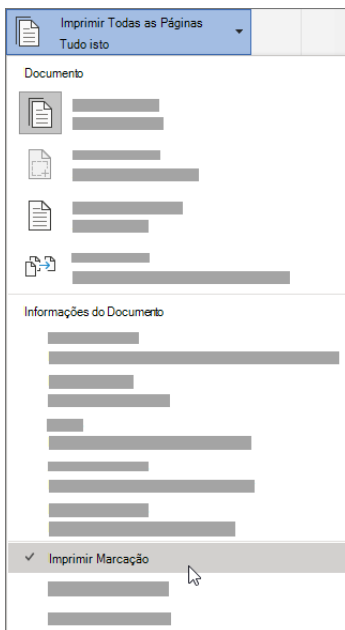 Imprimir Todas as Páginas
Tudo isto
Documento
Informações do Documento
Imprimir Marcação